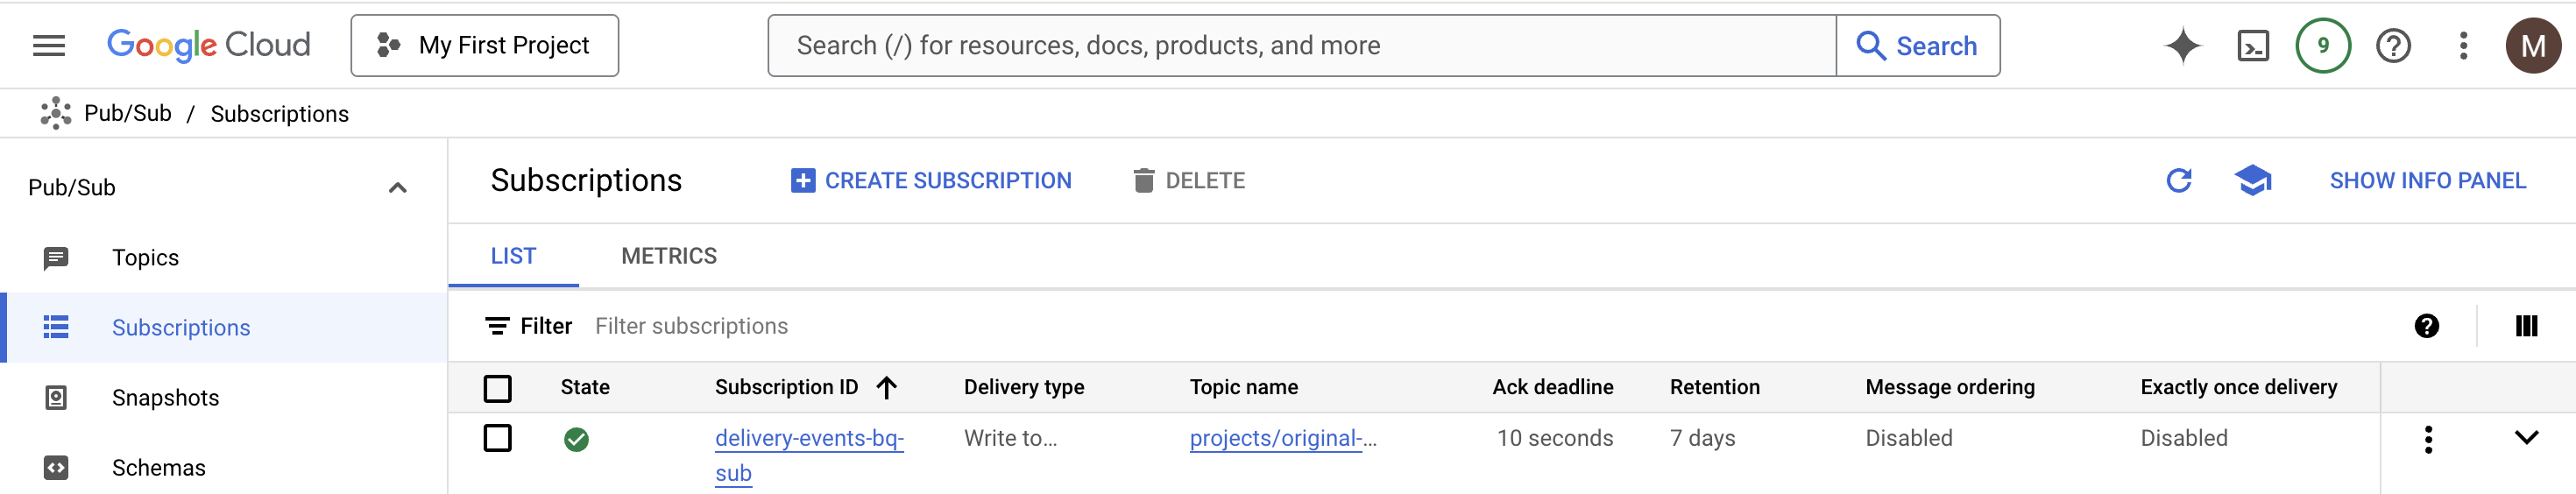 Google Cloud
My First Project
Search (/) for resources, docs, products, and more
Search
9
M
Pub/Sub / Subscriptions
Pub/Sub
Topics
Subscriptions
Snapshots
Schemas
Subscriptions
CREATE SUBSCRIPTION
DELETE
SHOW INFO PANEL
LIST
METRICS
Filter Filter subscriptions
State Subscription ID Delivery type Topic name Ack deadline Retention Message ordering Exactly once delivery
delivery-events-bq- Write to... projects/original-... 10 seconds 7 days Disabled Disabled
sub